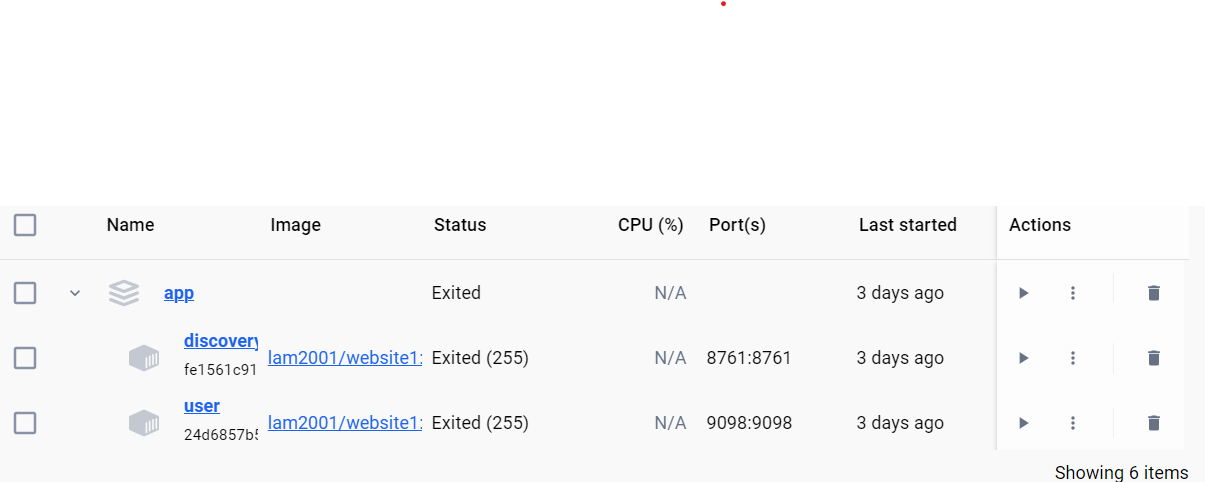 Name Image Status CPU (%) Port(s) Last started Actions
app Exited N/A 3 days ago
discovery
fe1561c91
lam2001/website1: Exited (255) N/A 8761:8761 3 days ago
user
24d6857b5
lam2001/website1: Exited (255) N/A 9098:9098 3 days ago
Showing 6 items